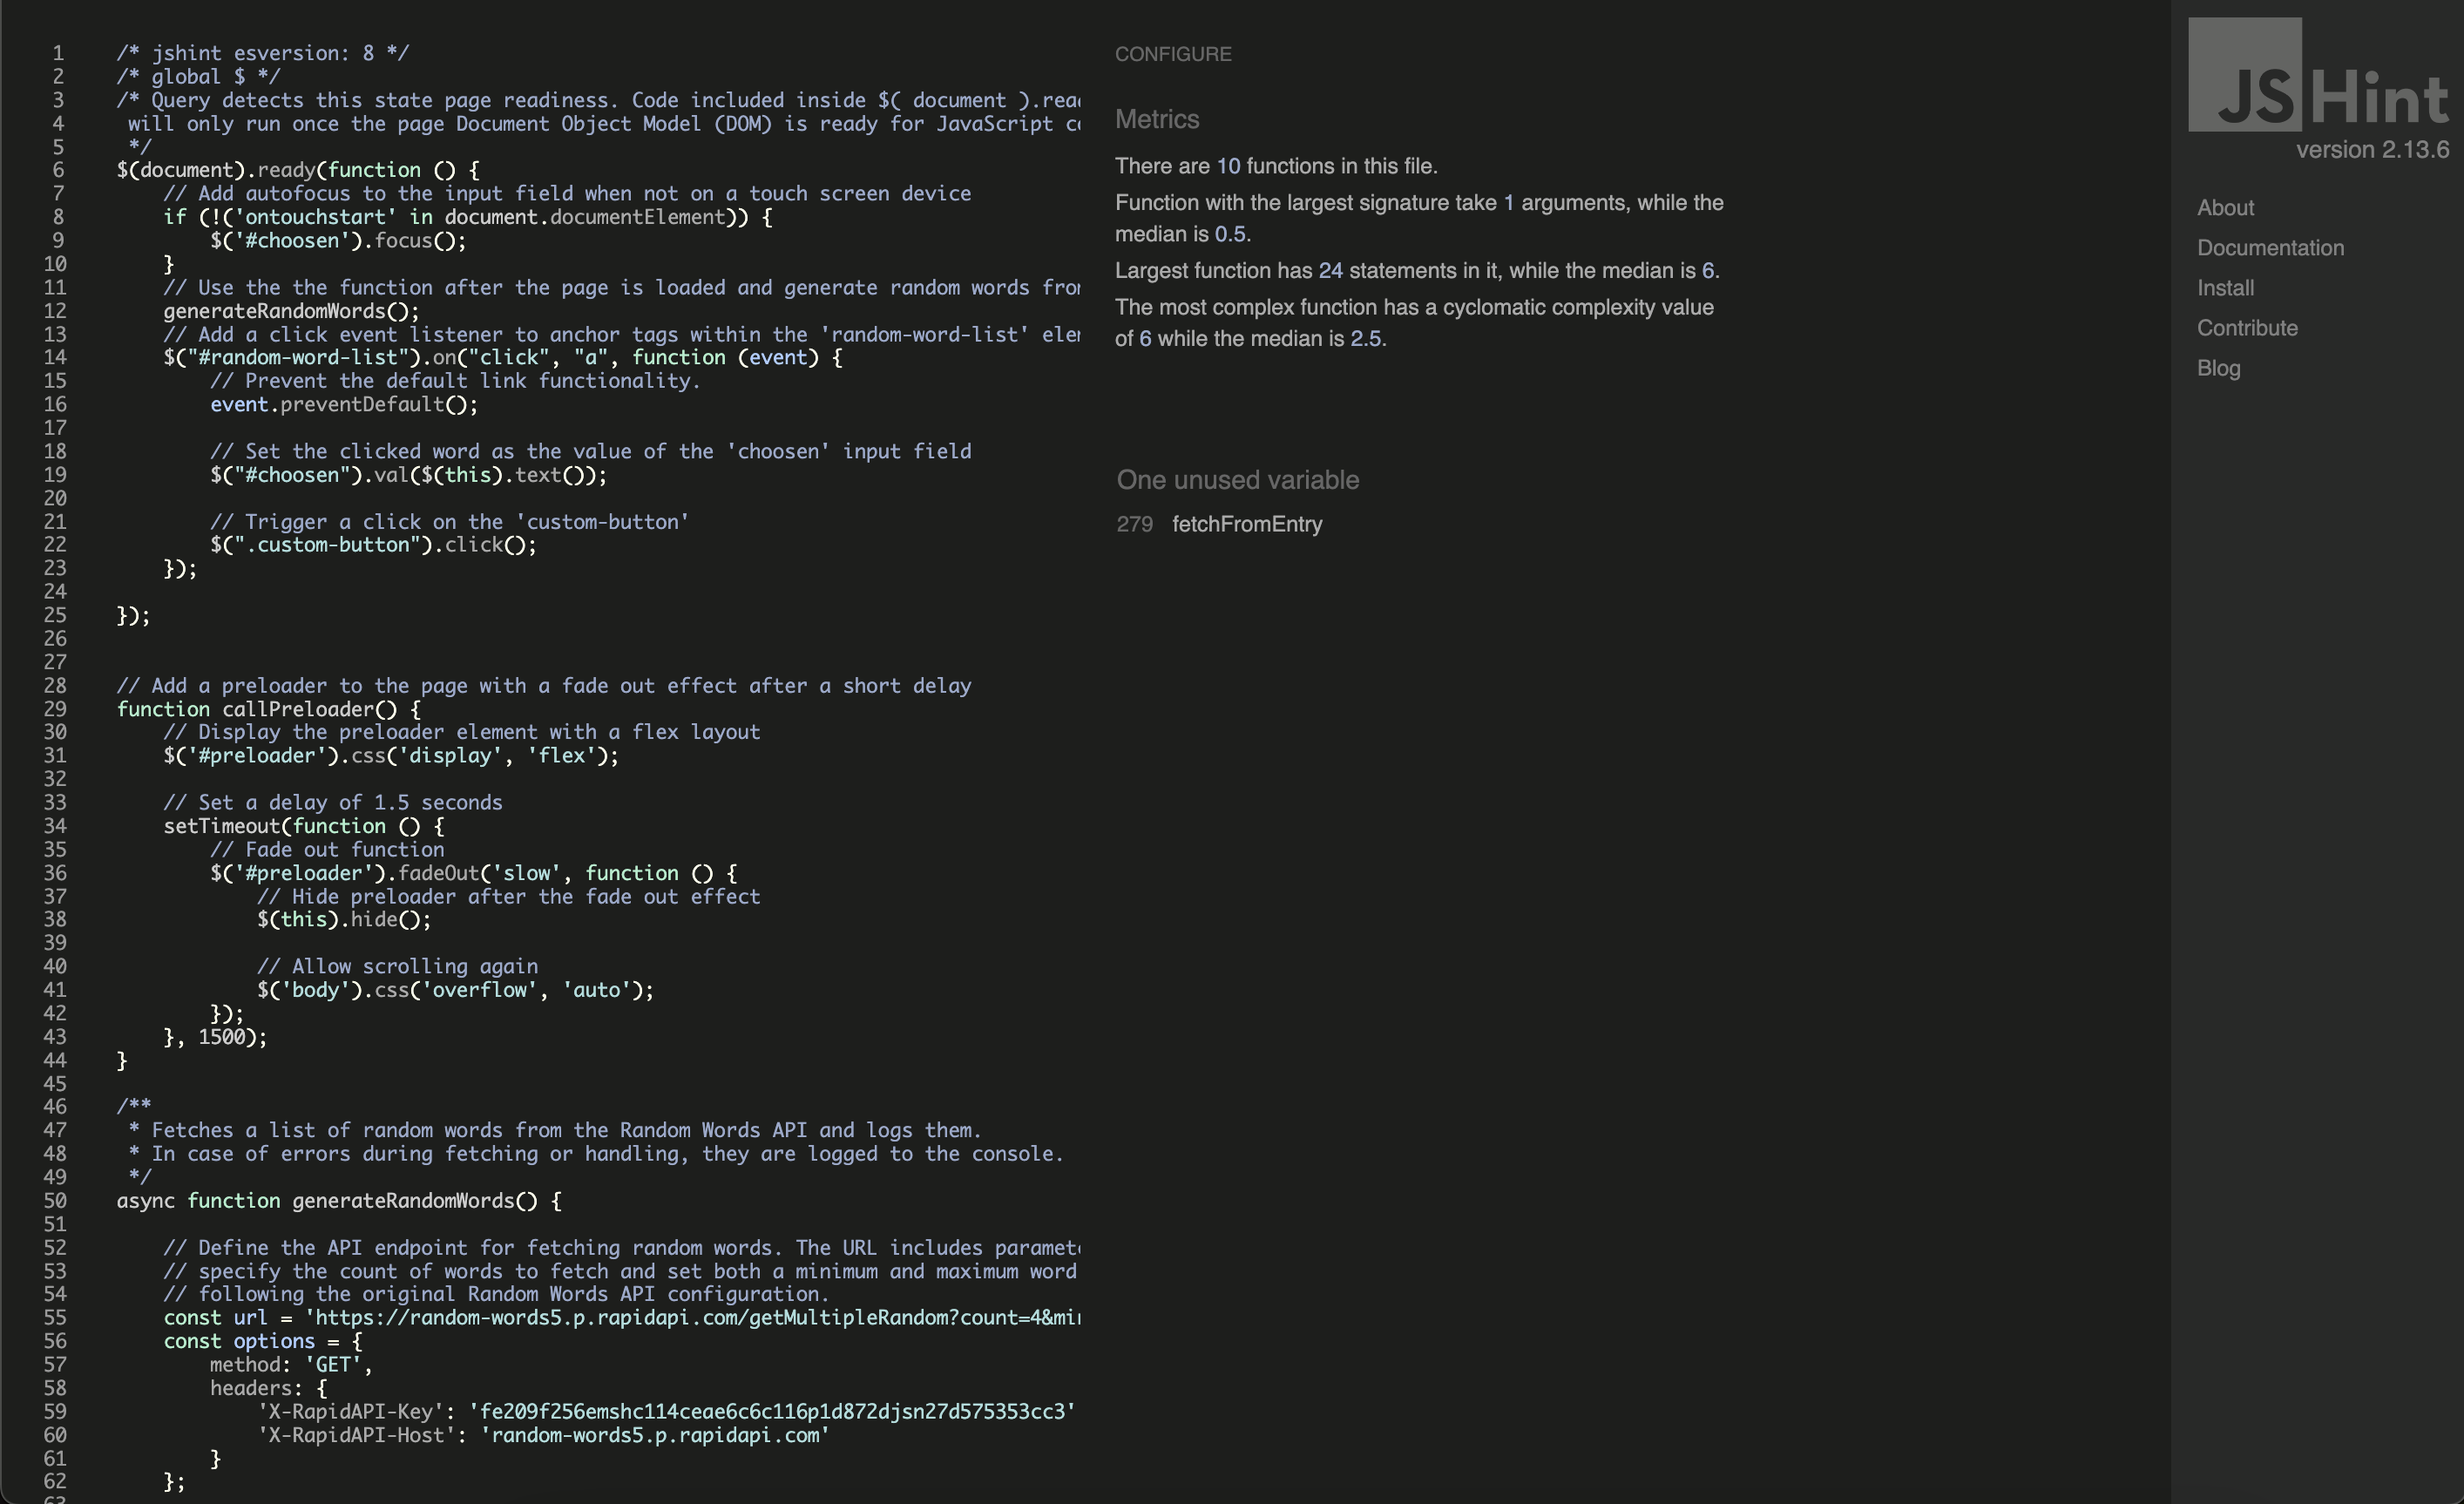 1 /* jshint esversion: 8 */
2 /* global $ */
3 /* Query detects this state page readiness. Code included inside $( document ).rea
4 will only run once the page Document Object Model (DOM) is ready for JavaScript c
5 */
6 $(document).ready(function () {
7 // Add autofocus to the input field when not on a touch screen device
8 if (!('ontouchstart' in document.documentElement)) {
9 $('#choosen').focus();
10 }
11 // Use the the function after the page is loaded and generate random words fro
12 generateRandomWords();
13 // Add a click event listener to anchor tags within the 'random-word-list' ele
14 $("#random-word-list").on("click", "a", function (event) {
15 // Prevent the default link functionality.
16 event.preventDefault();
17
18 // Set the clicked word as the value of the 'choosen' input field
19 $("#choosen").val($(this).text());
20
21 // Trigger a click on the 'custom-button'
22 $(".custom-button").click();
23 });
24
25 });
26
27
28 // Add a preloader to the page with a fade out effect after a short delay
29 function callPreloader() {
30 // Display the preloader element with a flex layout
31 $('#preloader').css('display', 'flex');
32
33 // Set a delay of 1.5 seconds
34 setTimeout(function () {
35 // Fade out function
36 $('#preloader').fadeOut('slow', function () {
37 // Hide preloader after the fade out effect
38 $(this).hide();
39
40 // Allow scrolling again
41 $('body').css('overflow', 'auto');
42 });
43 }, 1500);
44 }
45
46 /**
47 * Fetches a list of random words from the Random Words API and logs them.
48 * In case of errors during fetching or handling, they are logged to the console.
49 */
50 async function generateRandomWords() {
51
52 // Define the API endpoint for fetching random words. The URL includes paramet
53 // specify the count of words to fetch and set both a minimum and maximum word
54 // following the original Random Words API configuration.
55 const url = 'https://random-words5.p.rapidapi.com/getMultipleRandom?count=4&mi
56 const options = {
57 method: 'GET',
58 headers: {
59 'X-RapidAPI-Key': 'fe209f256emshc114ceae6c6c116p1d872djsn27d575353cc3'
60 'X-RapidAPI-Host': 'random-words5.p.rapidapi.com'
61 }
62 };
CONFIGURE
Metrics
There are 10 functions in this file.
Function with the largest signature take 1 arguments, while the
median is 0.5.
Largest function has 24 statements in it, while the median is 6.
The most complex function has a cyclomatic complexity value
of 6 while the median is 2.5.
One unused variable
279 fetchFromEntry
JSHint
version 2.13.6
About
Documentation
Install
Contribute
Blog